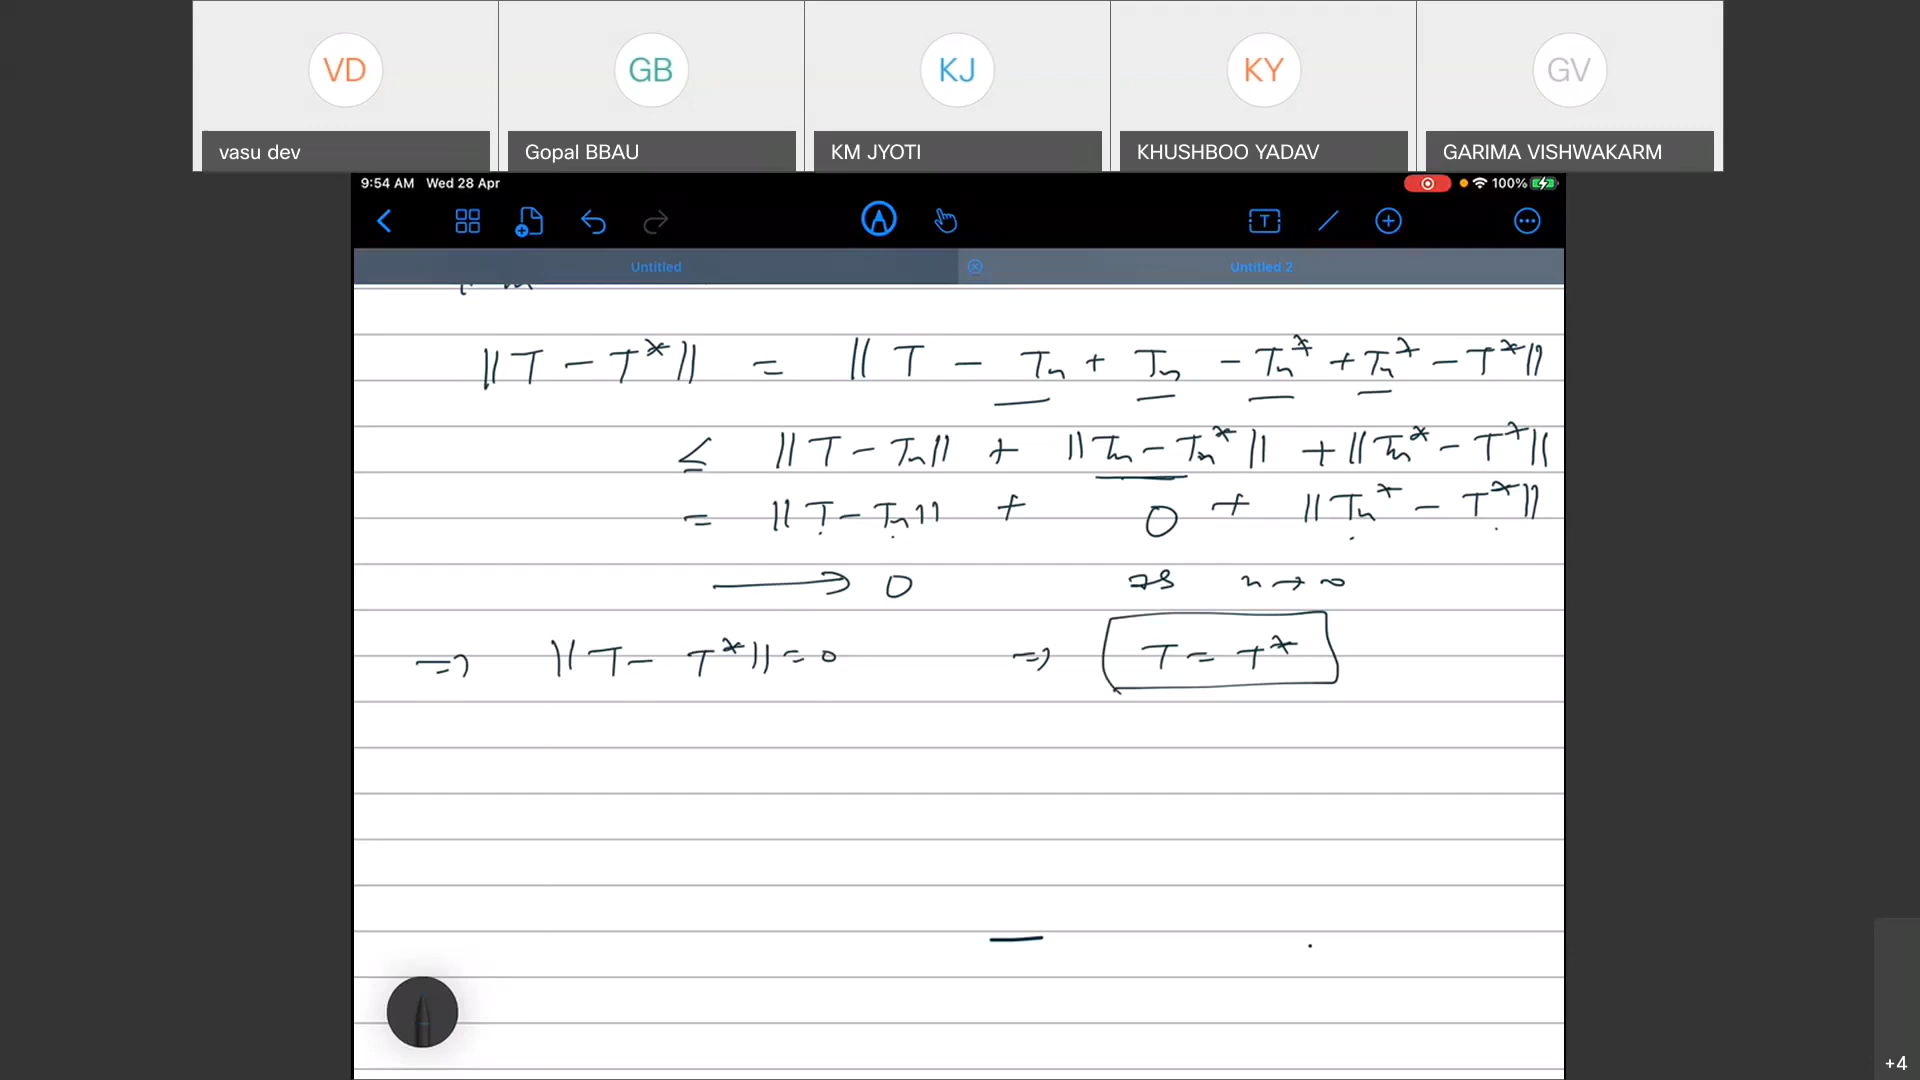 VD GB KJ KY GV
vasu dev Gopal BBAU KM JYOTI KHUSHBOO YADAV GARIMA VISHWAKARM
9:54 AM Wed 28 Apr 100%
T
Untitled Untitled 2
||T - T*|| = ||T - Tn + Tn - Tn* + Tn* - T*||
≤ ||T - Tn|| + ||Tn - Tn*|| + ||Tn* - T*||
= ||T - Tn|| + 0 + ||Tn* - T*||
⟶ 0 as n → ∞
⇒ ||T - T*|| = 0 ⇒ T = T*
+4